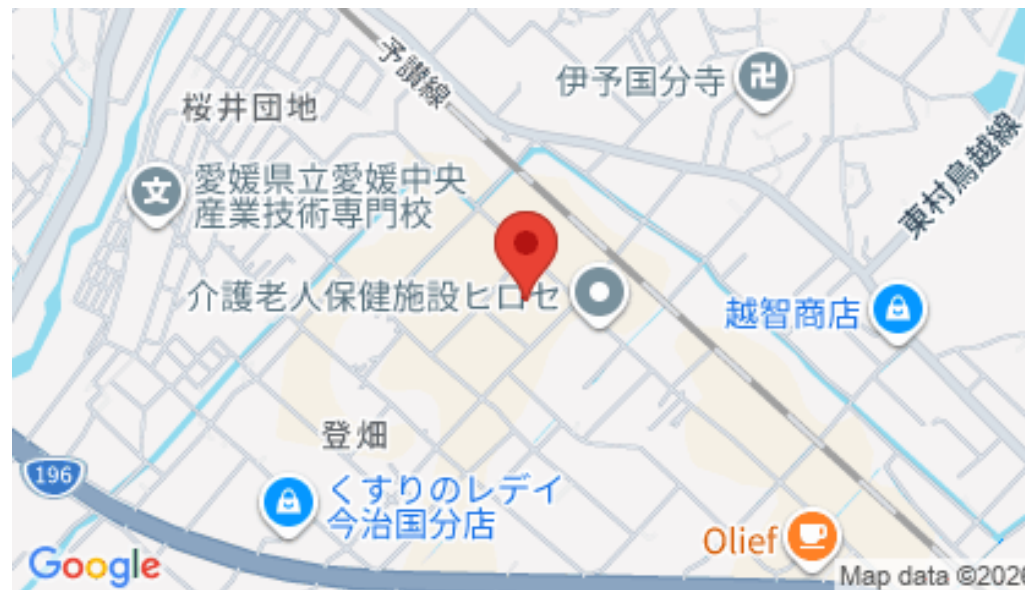 予讃線
伊予国分寺
桜井団地
東村鳥越線
愛媛県立愛媛中央
産業技術専門校
介護老人保健施設ヒロセ
越智商店
登畑
196
くすりのレデイ
今治国分店
Olief
Google
Map data ©2026